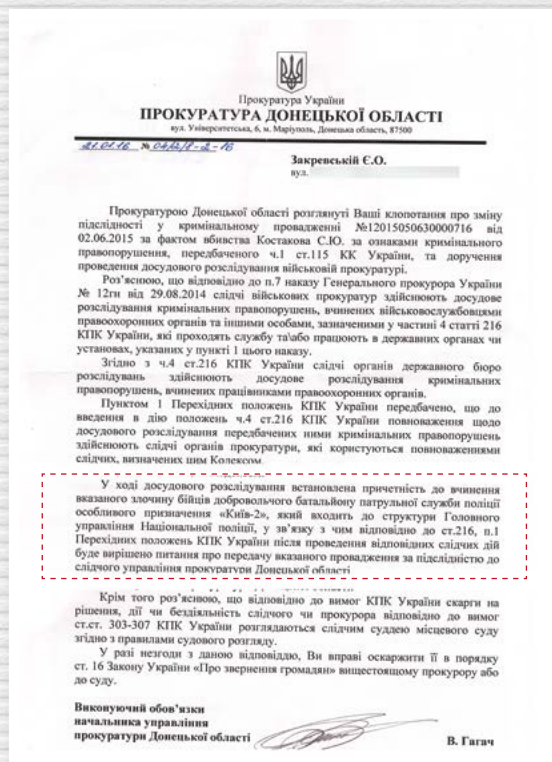 Прокуратура України
ПРОКУРАТУРА ДОНЕЦЬКОЇ ОБЛАСТІ
вул. Університетська, 6, м. Маріуполь, Донецька область, 87500
21.01.16 № 04/2/1-2-16
Закревській Є.О.
вул.
Прокуратурою Донецької області розглянуті Ваші клопотання про зміну
підслідності у кримінальному провадженні №12015050630000716 від
02.06.2015 за фактом вбивства Костакова С.Ю. за ознаками кримінального
правопорушення, передбаченого ч.1 ст.115 КК України, та доручення
проведення досудового розслідування військовій прокуратурі.
Роз'яснюю, що відповідно до п.7 наказу Генерального прокурора України
№ 12гн від 29.08.2014 слідчі військових прокуратур здійснюють досудове
розслідування кримінальних правопорушень, вчинених військовослужбовцями
правоохоронних органів та іншими особами, зазначеними у частині 4 статті 216
КПК України, які проходять службу та\або працюють в державних органах чи
установах, указаних у пункті 1 цього наказу.
Згідно з ч.4 ст.216 КПК України слідчі органів державного бюро
розслідувань здійснюють досудове розслідування кримінальних
правопорушень, вчинених працівниками правоохоронних органів.
Пунктом 1 Перехідних положень КПК України передбачено, що до
введення в дію положень ч.4 ст.216 КПК України повноваження щодо
досудового розслідування передбачених ними кримінальних правопорушень
здійснюють слідчі органів прокуратури, які користуються повноваженнями
слідчих, визначених цим Кодексом
У ході досудового розслідування встановлена причетність до вчинення
вказаного злочину бійців добровольчого батальйону патрульної служби поліції
особливого призначення «Київ-2», який входить до структури Головного
управління Національної поліції, у зв'язку з чим відповідно до ст.216, п.1
Перехідних положень КПК України після проведення відповідних слідчих дій
буде вирішено питання про передачу вказаного провадження за підслідністю до
слідчого управління прокуратури Донецької області
Крім того роз'яснюю, що відповідно до вимог КПК України скарги на
рішення, дії чи бездіяльність слідчого чи прокурора відповідно до вимог
ст.ст. 303-307 КПК України розглядаються слідчим суддею місцевого суду
згідно з правилами судового розгляду.
У разі незгоди з даною відповіддю, Ви вправі оскаржити її в порядку
ст. 16 Закону України «Про звернення громадян» вищестоящому прокурору або
до суду.
Виконуючий обов'язки
начальника управління
прокуратури Донецької області
В. Гагач